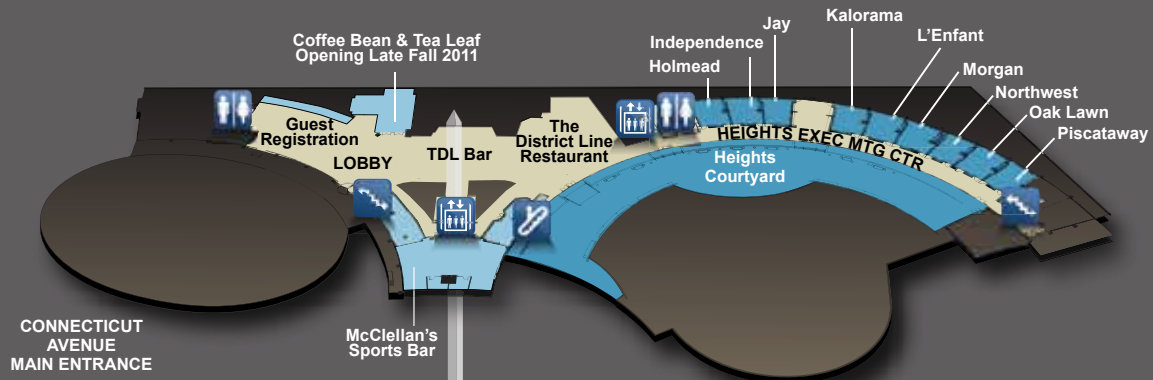 Coffee Bean & Tea Leaf
Opening Late Fall 2011
Independence
Holmead
Jay
Kalorama
L'Enfant
Morgan
Northwest
Oak Lawn
Piscataway
Guest
Registration
LOBBY
TDL Bar
The
District Line
Restaurant
HEIGHTS EXEC MTG CTR
Heights
Courtyard
McClellan's
Sports Bar
CONNECTICUT
AVENUE
MAIN ENTRANCE